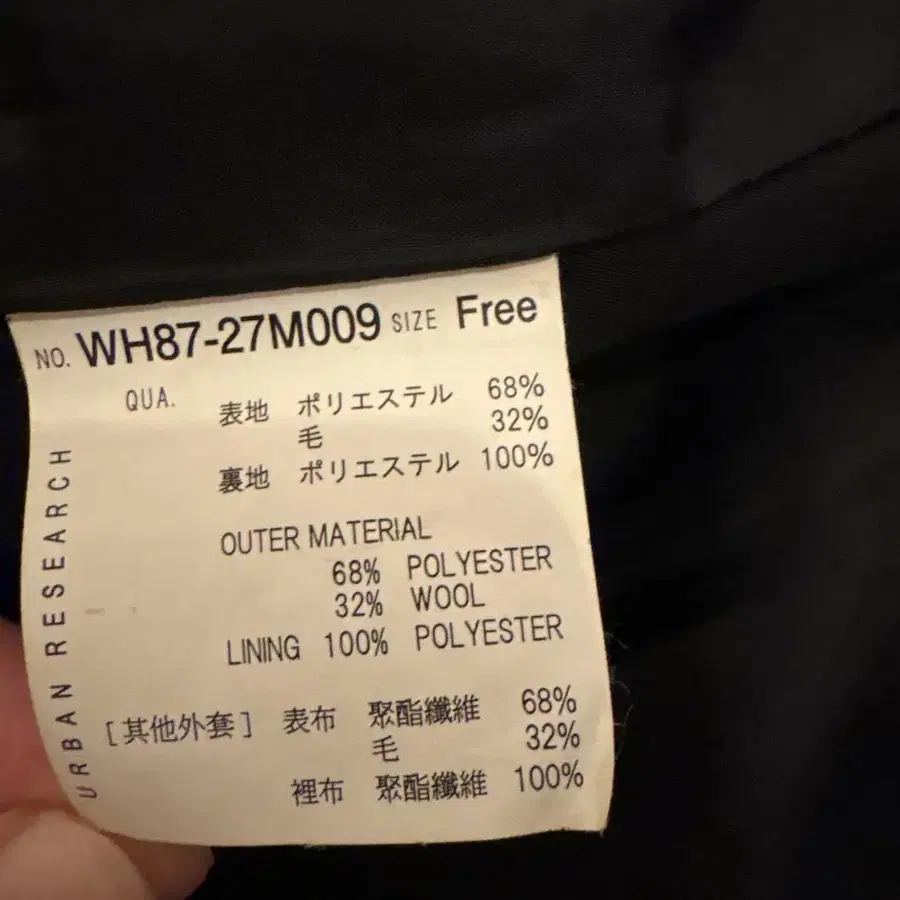 NO. WH87-27M009 SIZE Free
QUA.
表地 ポリエステル 68%
毛 32%
裏地 ポリエステル 100%
OUTER MATERIAL
68% POLYESTER
32% WOOL
LINING 100% POLYESTER
[其他外套] 表布 聚酯纖維 68%
毛 32%
裡布 聚酯纖維 100%
URBAN RESEARCH